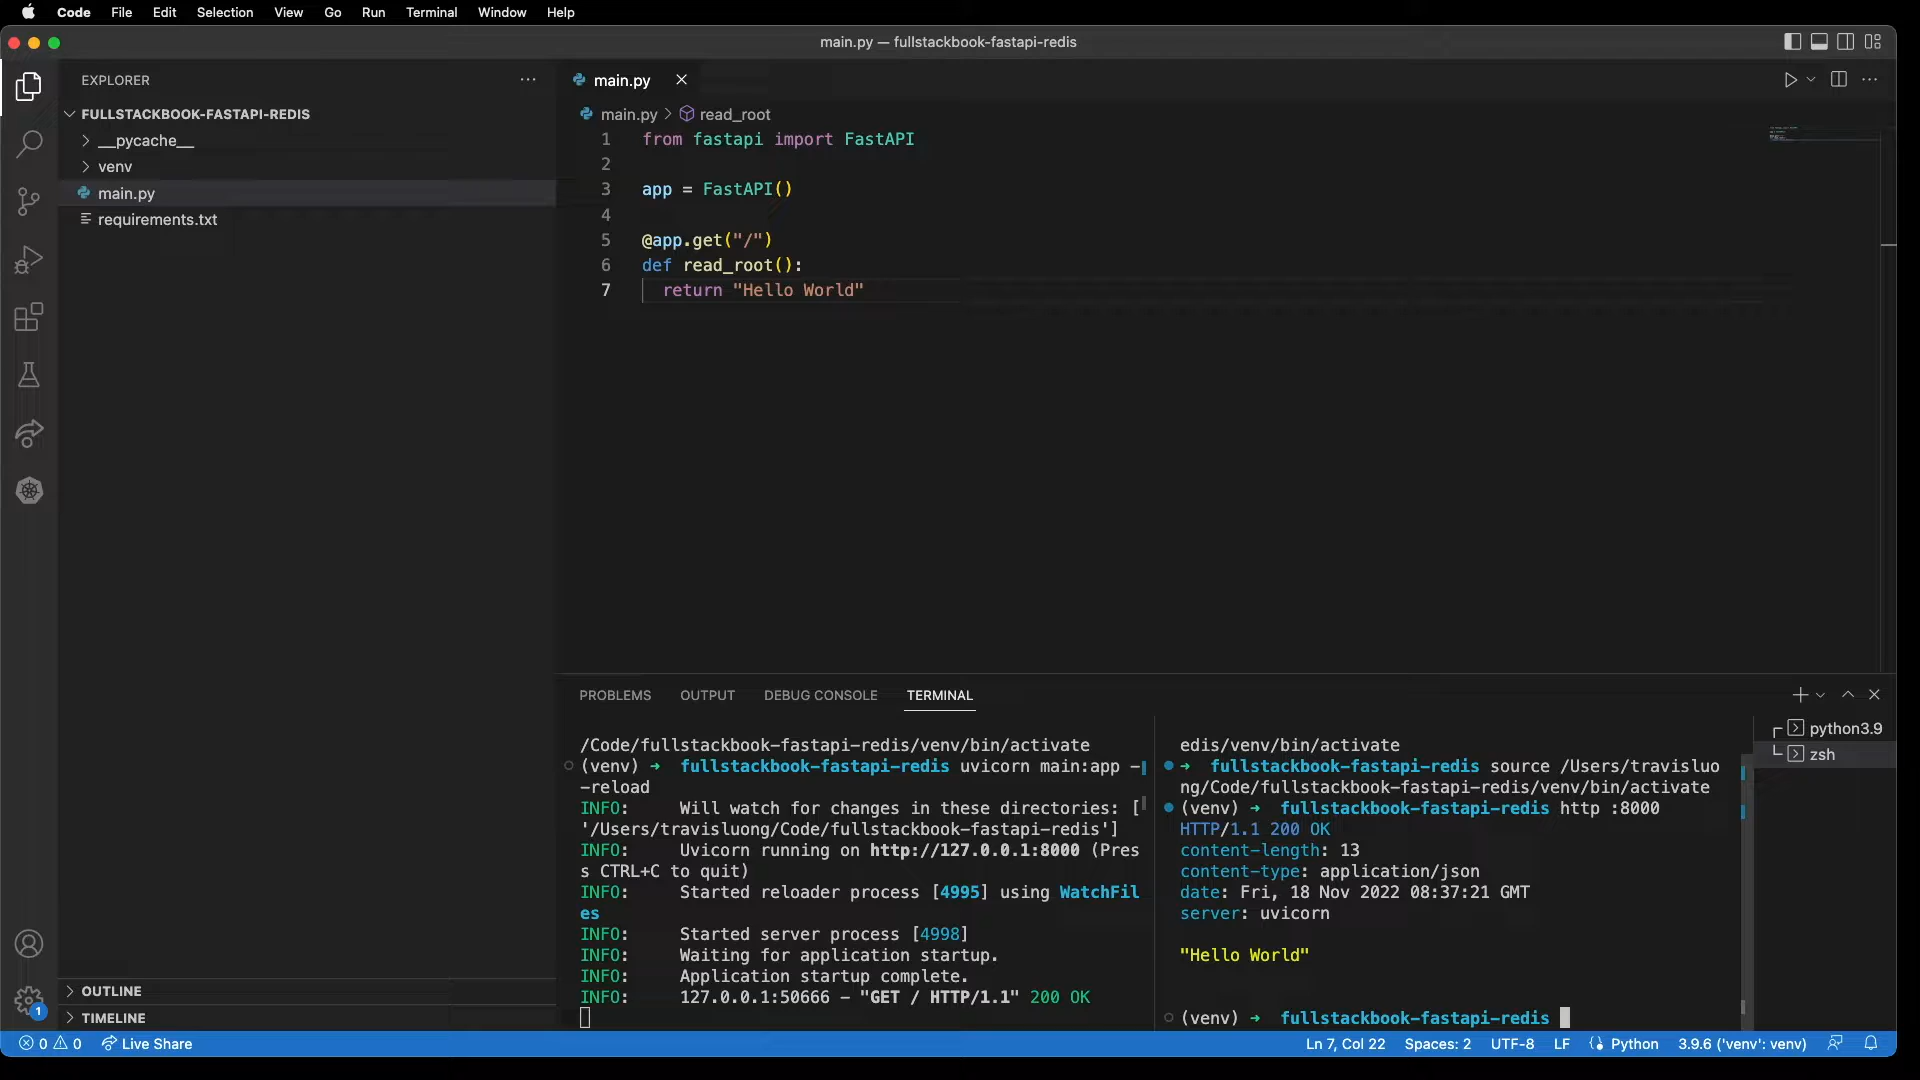 Code File Edit Selection View Go Run Terminal Window Help
main.py — fullstackbook-fastapi-redis
EXPLORER
FULLSTACKBOOK-FASTAPI-REDIS
__pycache__
venv
main.py
requirements.txt
OUTLINE
TIMELINE
main.py
main.py > read_root
1 from fastapi import FastAPI
2
3 app = FastAPI()
4
5 @app.get("/")
6 def read_root():
7 return "Hello World"
PROBLEMS OUTPUT DEBUG CONSOLE TERMINAL
/Code/fullstackbook-fastapi-redis/venv/bin/activate
(venv) ➜ fullstackbook-fastapi-redis uvicorn main:app -
-reload
INFO: Will watch for changes in these directories: [
'/Users/travisluong/Code/fullstackbook-fastapi-redis']
INFO: Uvicorn running on http://127.0.0.1:8000 (Pres
s CTRL+C to quit)
INFO: Started reloader process [4995] using WatchFil
es
INFO: Started server process [4998]
INFO: Waiting for application startup.
INFO: Application startup complete.
INFO: 127.0.0.1:50666 - "GET / HTTP/1.1" 200 OK
edis/venv/bin/activate
➜ fullstackbook-fastapi-redis source /Users/travisluo
ng/Code/fullstackbook-fastapi-redis/venv/bin/activate
(venv) ➜ fullstackbook-fastapi-redis http :8000
HTTP/1.1 200 OK
content-length: 13
content-type: application/json
date: Fri, 18 Nov 2022 08:37:21 GMT
server: uvicorn
"Hello World"
(venv) ➜ fullstackbook-fastapi-redis
python3.9
zsh
1
0 0 Live Share
Ln 7, Col 22 Spaces: 2 UTF-8 LF Python 3.9.6 ('venv': venv)